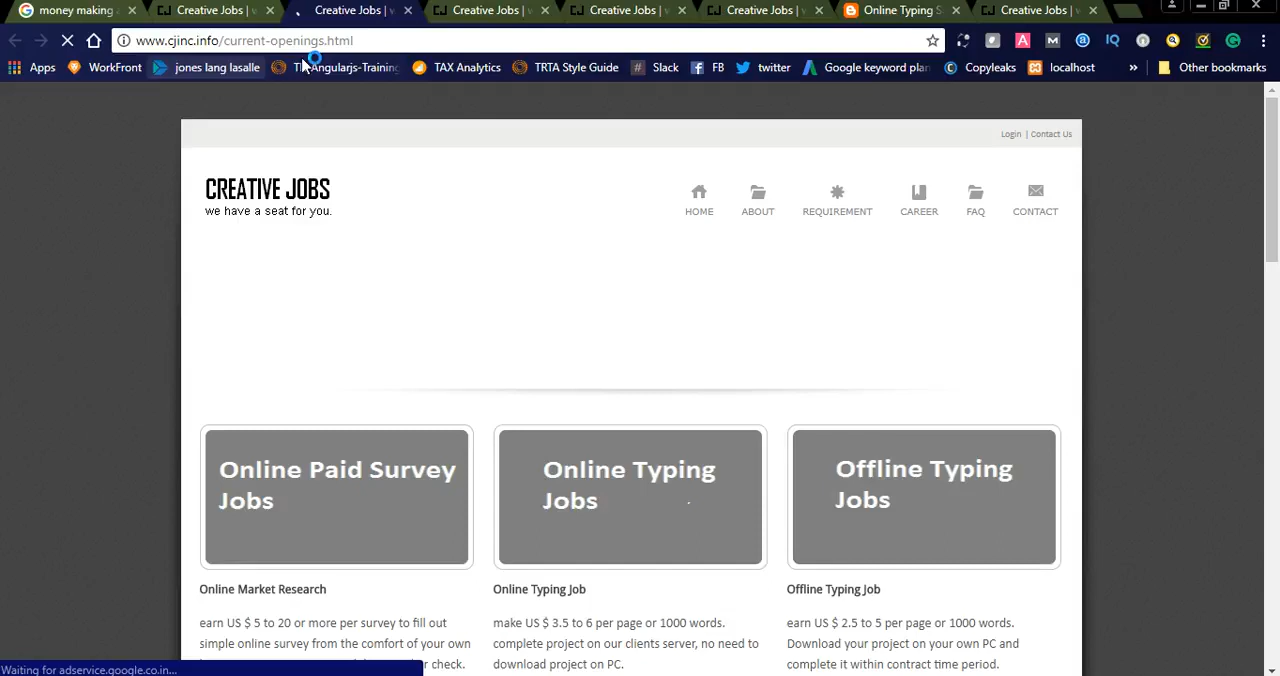 money making
Creative Jobs | v
Creative Jobs | v
Creative Jobs | v
Creative Jobs | v
Creative Jobs | v
Online Typing S
Creative Jobs | v
www.cjinc.info/current-openings.html
Apps WorkFront jones lang lasalle Angularjs-Training TAX Analytics TRTA Style Guide Slack FB twitter Google keyword plan Copyleaks localhost » Other bookmarks
Login | Contact Us
CREATIVE JOBS
we have a seat for you.
HOME ABOUT REQUIREMENT CAREER FAQ CONTACT
Online Paid Survey
Jobs
Online Typing
Jobs
Offline Typing
Jobs
Online Market Research
earn US $ 5 to 20 or more per survey to fill out
simple online survey from the comfort of your own
r check.
Online Typing Job
make US $ 3.5 to 6 per page or 1000 words.
complete project on our clients server, no need to
download project on PC.
Offline Typing Job
earn US $ 2.5 to 5 per page or 1000 words.
Download your project on your own PC and
complete it within contract time period.
Waiting for adservice.google.co.in...